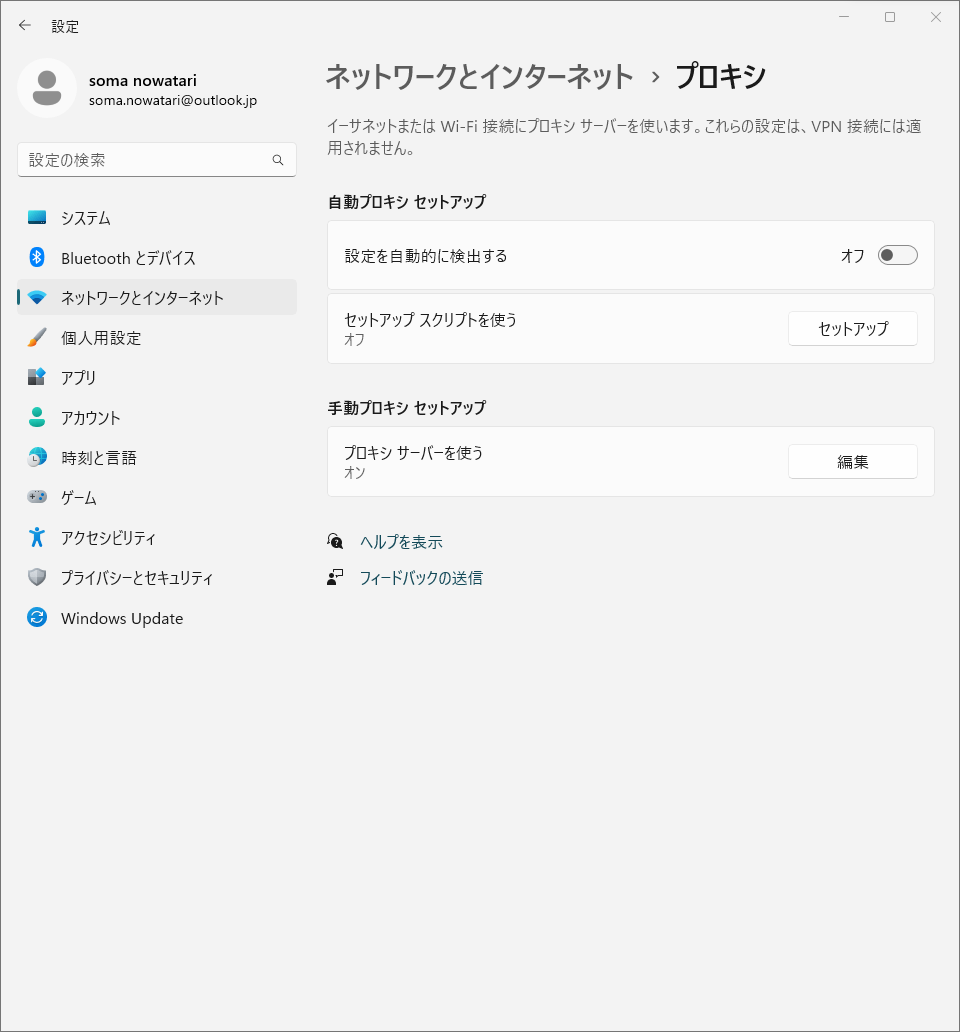 設定
soma nowatari
soma.nowatari@outlook.jp
設定の検索
システム
Bluetooth とデバイス
ネットワークとインターネット
個人用設定
アプリ
アカウント
時刻と言語
ゲーム
アクセシビリティ
プライバシーとセキュリティ
Windows Update
ネットワークとインターネット › プロキシ
イーサネットまたは Wi-Fi 接続にプロキシ サーバーを使います。これらの設定は、VPN 接続には適
用されません。
自動プロキシ セットアップ
設定を自動的に検出する オフ
セットアップ スクリプトを使う
オフ
セットアップ
手動プロキシ セットアップ
プロキシ サーバーを使う
オン
編集
ヘルプを表示
フィードバックの送信